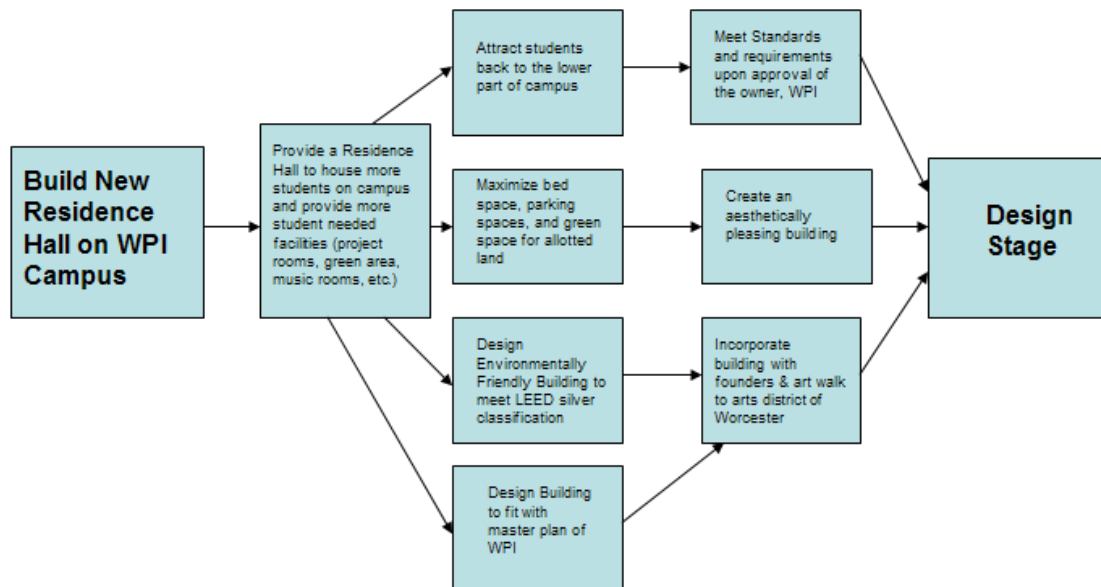 Build New
Residence
Hall on WPI
Campus
Provide a Residence
Hall to house more
students on campus
and provide more
student needed
facilities (project
rooms, green area,
music rooms, etc.)
Attract students
back to the lower
part of campus
Meet Standards
and requirements
upon approval of
the owner, WPI
Maximize bed
space, parking
spaces, and green
space for allotted
land
Create an
aesthetically
pleasing building
Design
Environmentally
Friendly Building to
meet LEED silver
classification
Incorporate
building with
founders & art walk
to arts district of
Worcester
Design Building
to fit with
master plan of
WPI
Design
Stage